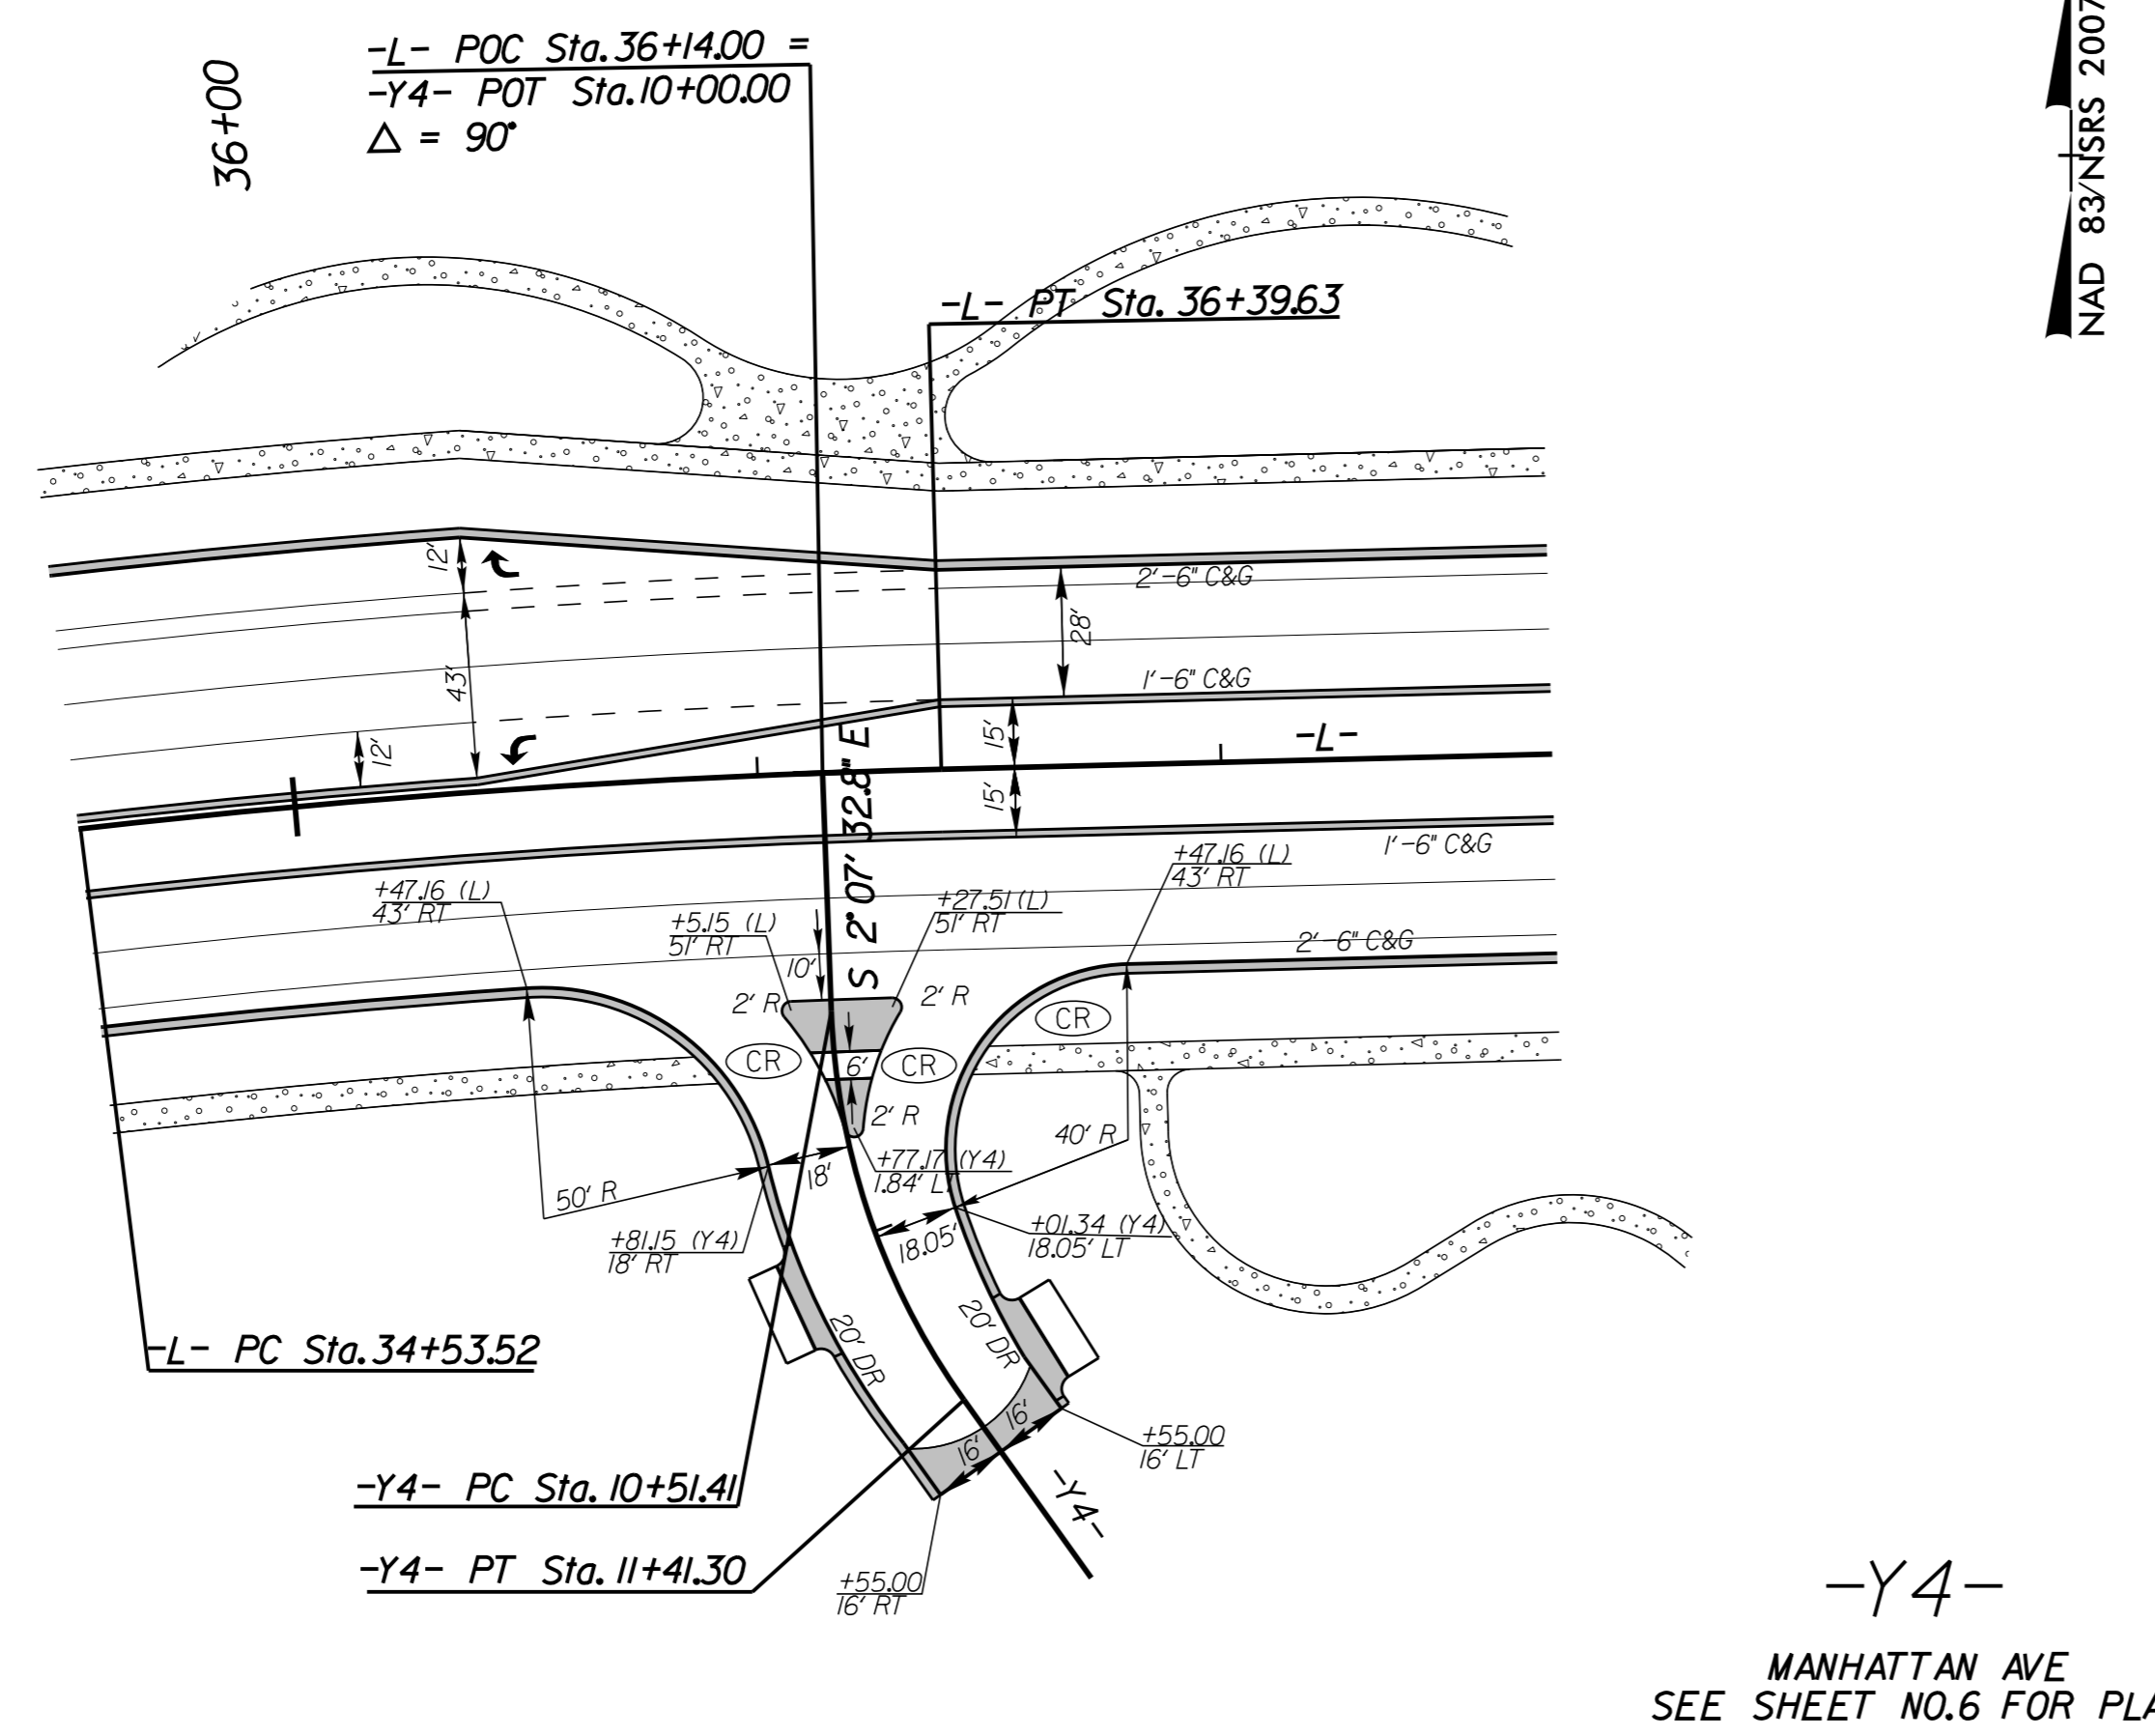 -L- POC Sta. 36+14.00 =
-Y4- POT Sta. 10+00.00
△ = 90°
36+00
NAD 83/NSRS 2007
-L- PT Sta. 36+39.63
12'
2'-6" C&G
28'
43'
1'-6" C&G
12'
15'
-L-
S 2°07' 32.8" E
15'
1'-6" C&G
+47.16 (L)
43' RT
+47.16 (L)
43' RT
+5.15 (L)
51' RT
+27.51 (L)
51' RT
2'-6" C&G
10'
2' R
2' R
CR
CR
CR
6'
2' R
40' R
+77.17 (Y4)
1.84' LT
18'
50' R
+81.15 (Y4)
18' RT
18.05'
+01.34 (Y4)
18.05' LT
20' DR
20' DR
-L- PC Sta. 34+53.52
16'
16'
+55.00
16' LT
-Y4- PC Sta. 10+51.41
-Y4-
-Y4- PT Sta. 11+41.30
+55.00
16' RT
-Y4-
MANHATTAN AVE
SEE SHEET NO.6 FOR PLA